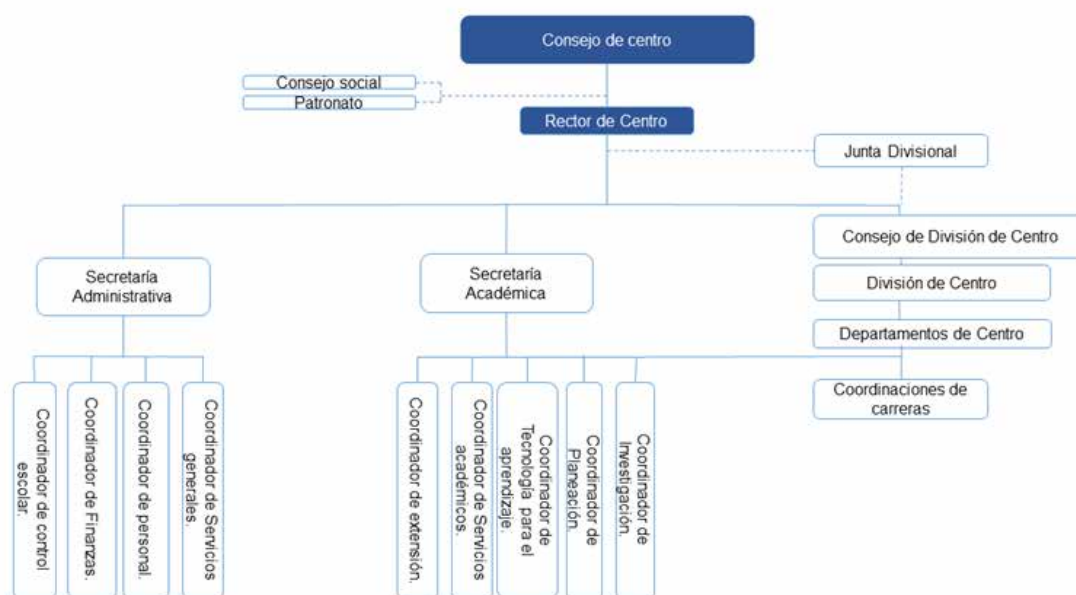 Consejo de centro
Consejo social
Patronato
Rector de Centro
Junta Divisional
Consejo de División de Centro
Secretaría
Administrativa
Secretaría
Académica
División de Centro
Departamentos de Centro
Coordinaciones de
carreras
Coordinador de control
escolar.
Coordinador de Finanzas.
Coordinador de personal.
Coordinador de Servicios
generales.
Coordinador de extensión.
Coordinador de Servicios
académicos.
Coordinador de
Tecnología para el
aprendizaje.
Coordinador de
Planeación.
Coordinador de
Investigación.